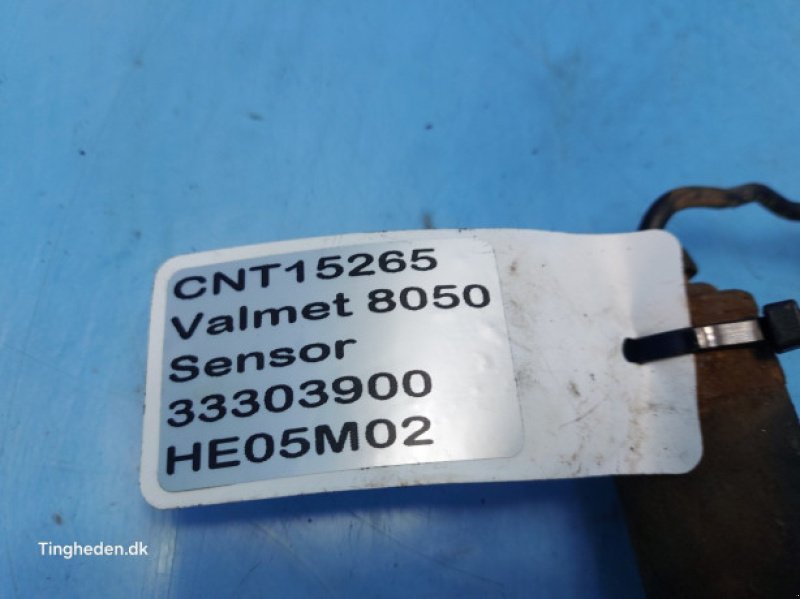 CNT15265
Valmet 8050
Sensor
33303900
HE05M02
Tingheden.dk